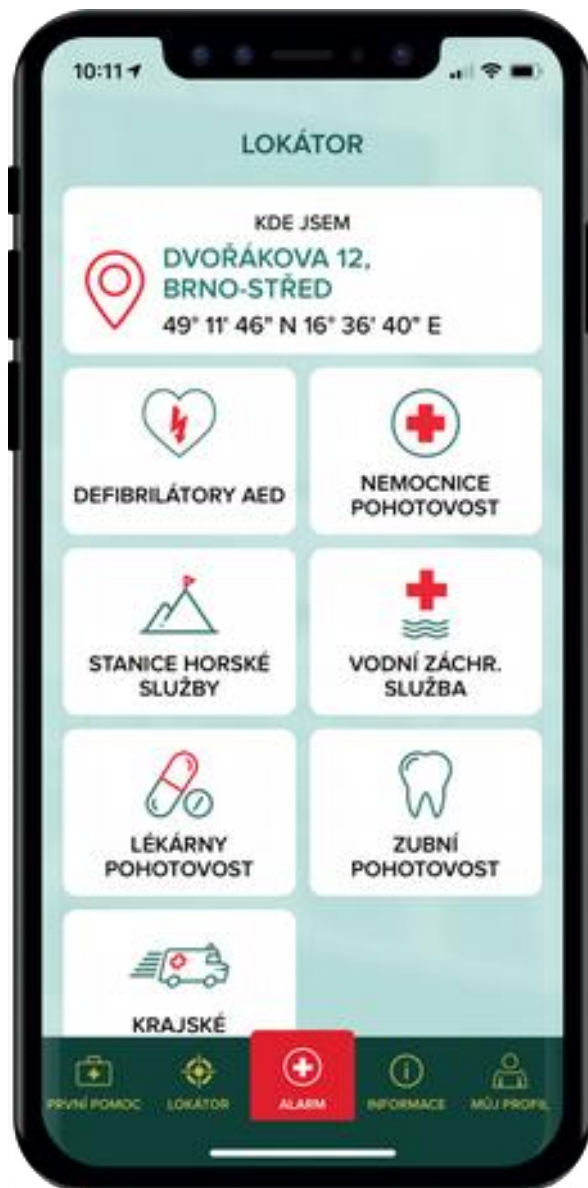 10:11
LOKÁTOR
KDE JSEM
DVOŘÁKOVA 12,
BRNO-STŘED
49° 11' 46" N 16° 36' 40" E
DEFIBRILÁTORY AED
NEMOCNICE
POHOTOVOST
STANICE HORSKÉ
SLUŽBY
VODNÍ ZÁCHR.
SLUŽBA
LÉKÁRNY
POHOTOVOST
ZUBNÍ
POHOTOVOST
KRAJSKÉ
PRVNÍ POMOC
LOKÁTOR
ALARM
INFORMACE
MŮJ PROFIL